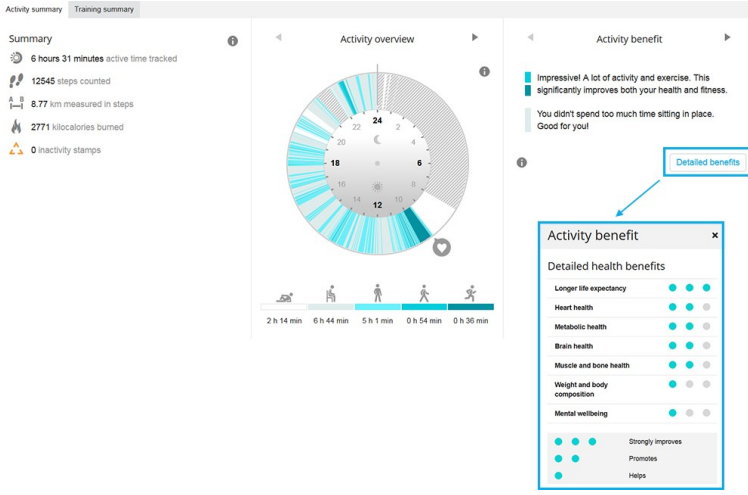 Activity summary
Training summary
Summary
6 hours 31 minutes active time tracked
12545 steps counted
A B
8.77 km measured in steps
2771 kilocalories burned
0 inactivity stamps
Activity overview
24
22
2
20
4
18
6
16
8
14
10
12
2 h 14 min
6 h 44 min
5 h 1 min
0 h 54 min
0 h 36 min
Activity benefit
Impressive! A lot of activity and exercise. This
significantly improves both your health and fitness.
You didn't spend too much time sitting in place.
Good for you!
Detailed benefits
Activity benefit
×
Detailed health benefits
Longer life expectancy
Heart health
Metabolic health
Brain health
Muscle and bone health
Weight and body
composition
Mental wellbeing
Strongly improves
Promotes
Helps